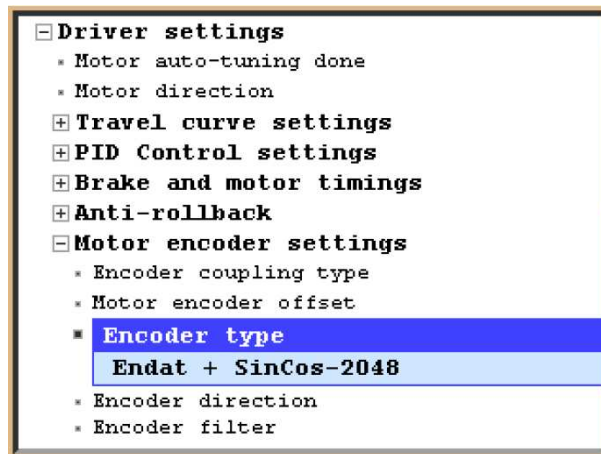 Driver settings
Motor auto-tuning done
Motor direction
Travel curve settings
PID Control settings
Brake and motor timings
Anti-rollback
Motor encoder settings
Encoder coupling type
Motor encoder offset
Encoder type
Endat + SinCos-2048
Encoder direction
Encoder filter